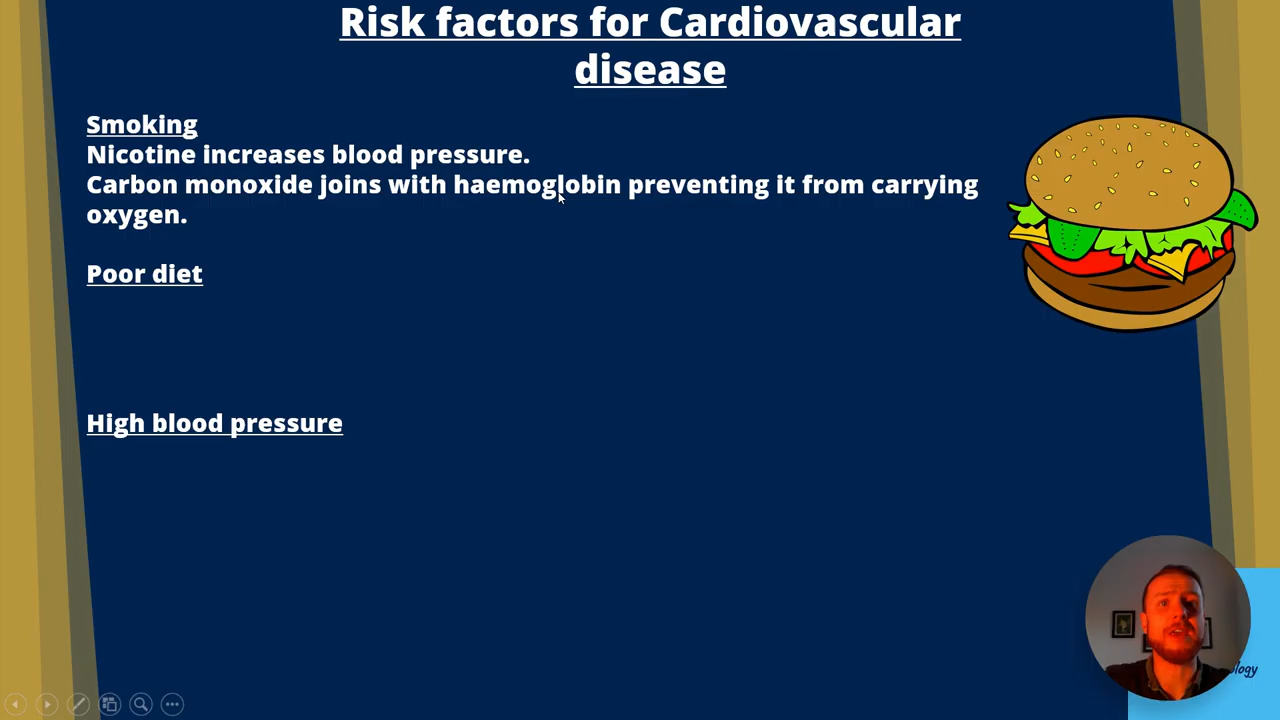 Risk factors for Cardiovascular
disease
Smoking
Nicotine increases blood pressure.
Carbon monoxide joins with haemoglobin preventing it from carrying
oxygen.
Poor diet
High blood pressure